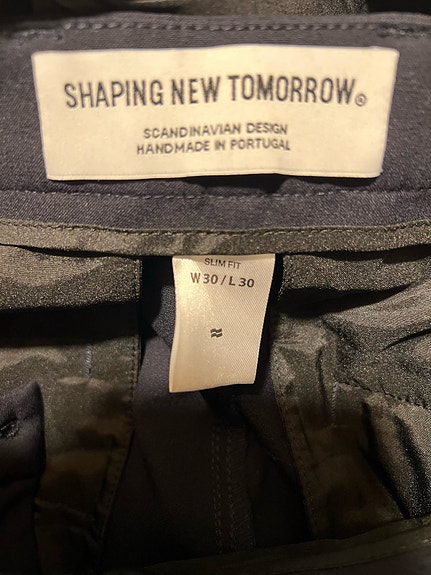 SHAPING NEW TOMORROW®
SCANDINAVIAN DESIGN
HANDMADE IN PORTUGAL
SLIM FIT
W30/L30